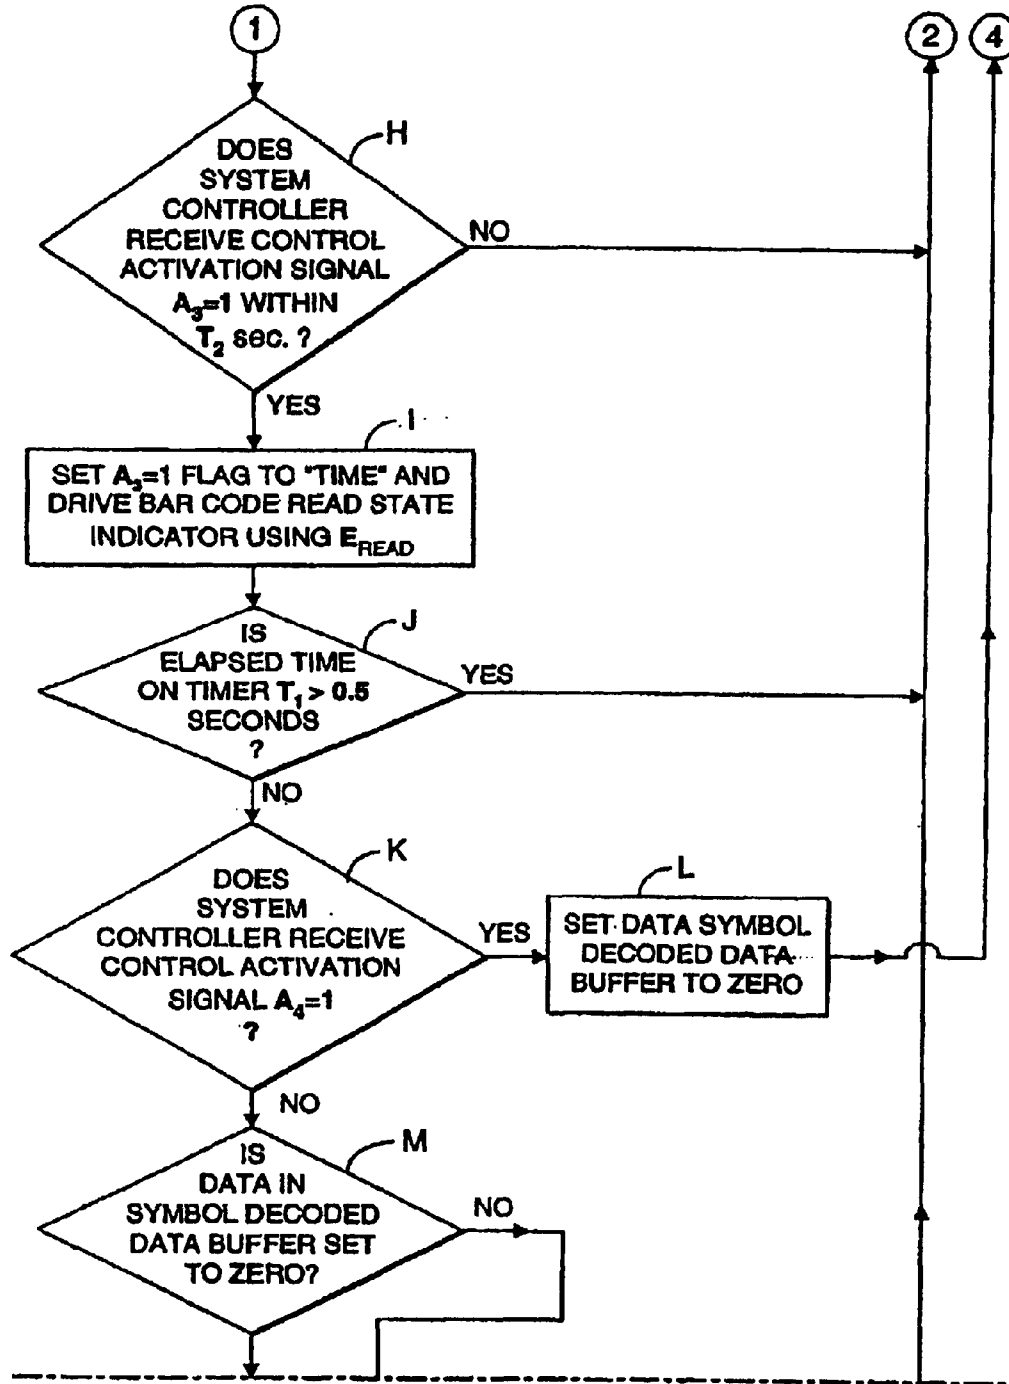 1
2
4
H
DOES
SYSTEM
CONTROLLER
RECEIVE CONTROL
ACTIVATION SIGNAL
A₃=1 WITHIN
T₂ sec. ?
NO
YES
I
SET A₃=1 FLAG TO "TIME" AND
DRIVE BAR CODE READ STATE
INDICATOR USING E_READ
J
IS
ELAPSED TIME
ON TIMER T₁ > 0.5
SECONDS
?
YES
NO
K
DOES
SYSTEM
CONTROLLER RECEIVE
CONTROL ACTIVATION
SIGNAL A₄=1
?
YES
L
SET DATA SYMBOL
DECODED DATA
BUFFER TO ZERO
NO
M
IS
DATA IN
SYMBOL DECODED
DATA BUFFER SET
TO ZERO?
NO